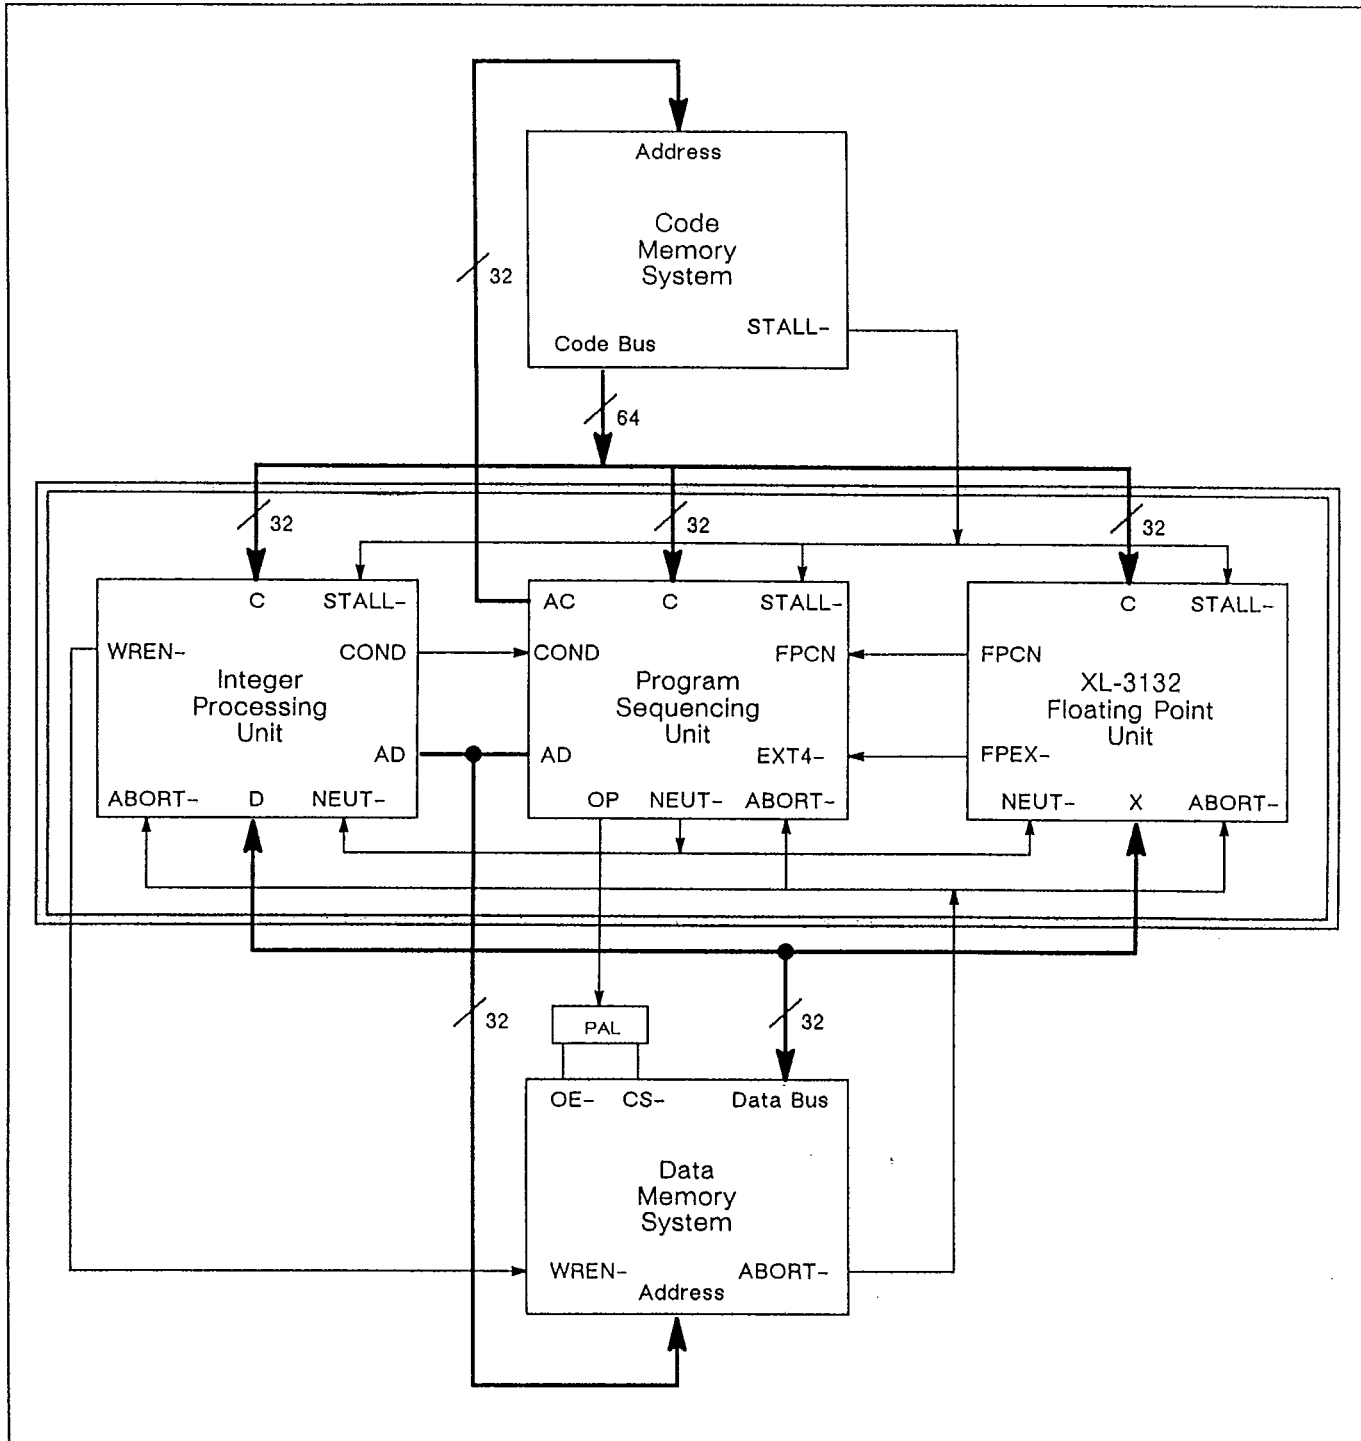 Address
Code
Memory
System
32
STALL-
Code Bus
64
32
32
32
C
STALL-
AC
C
STALL-
C
STALL-
WREN-
COND
COND
FPCN
FPCN
Integer
Processing
Unit
Program
Sequencing
Unit
XL-3132
Floating Point
Unit
AD
AD
EXT4-
FPEX-
ABORT-
D
NEUT-
OP
NEUT-
ABORT-
NEUT-
X
ABORT-
32
PAL
32
OE-
CS-
Data Bus
Data
Memory
System
WREN-
ABORT-
Address